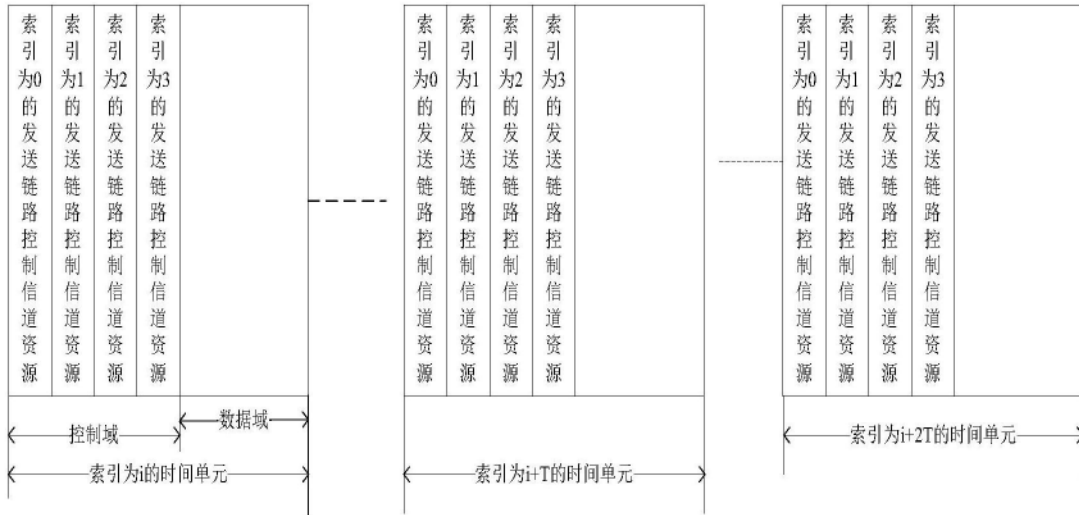 索引为0的发送链路控制信道资源
索引为1的发送链路控制信道资源
索引为2的发送链路控制信道资源
索引为3的发送链路控制信道资源
索引为0的发送链路控制信道资源
索引为1的发送链路控制信道资源
索引为2的发送链路控制信道资源
索引为3的发送链路控制信道资源
索引为0的发送链路控制信道资源
索引为1的发送链路控制信道资源
索引为2的发送链路控制信道资源
索引为3的发送链路控制信道资源
控制域
数据域
索引为i的时间单元
索引为i+T的时间单元
索引为i+2T的时间单元